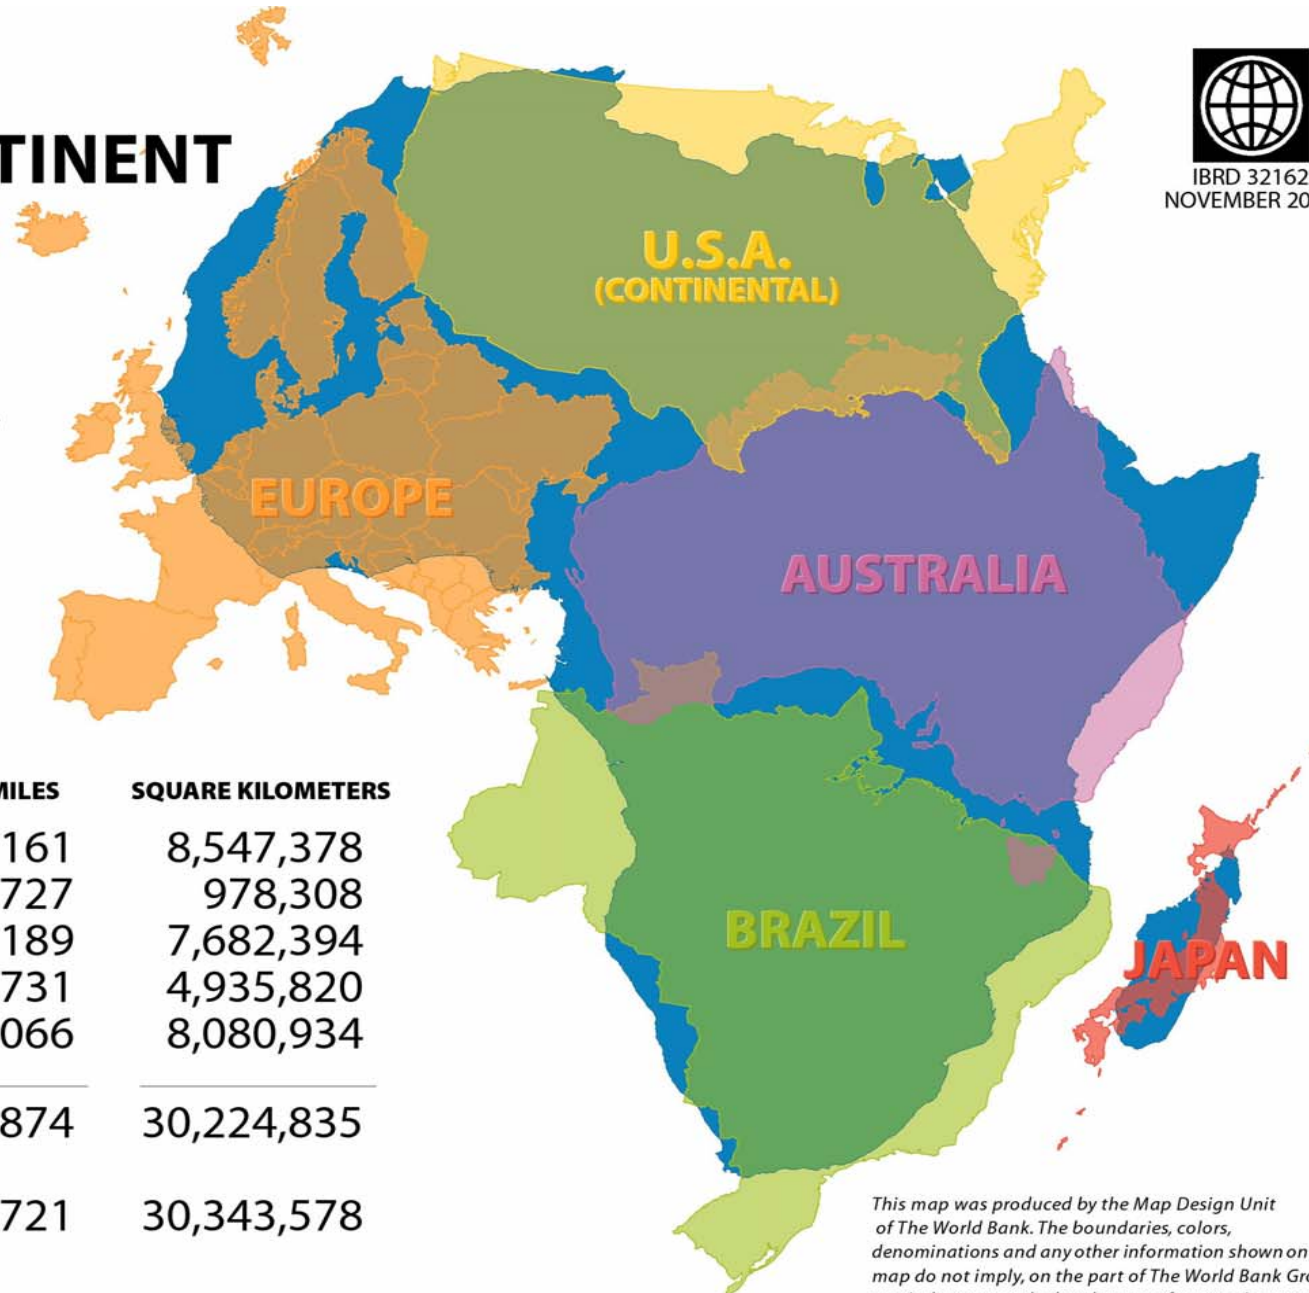 TINENT
IBRD 32162
NOVEMBER 20
U.S.A.
(CONTINENTAL)
EUROPE
AUSTRALIA
BRAZIL
JAPAN
MILES SQUARE KILOMETERS
161 8,547,378
727 978,308
189 7,682,394
731 4,935,820
066 8,080,934
874 30,224,835
721 30,343,578
This map was produced by the Map Design Unit
of The World Bank. The boundaries, colors,
denominations and any other information shown on
map do not imply, on the part of The World Bank Gr